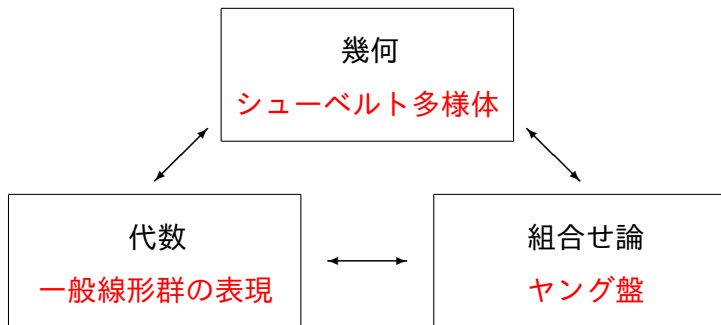 幾何
シューベルト多様体
代数
一般線形群の表現
組合せ論
ヤング盤